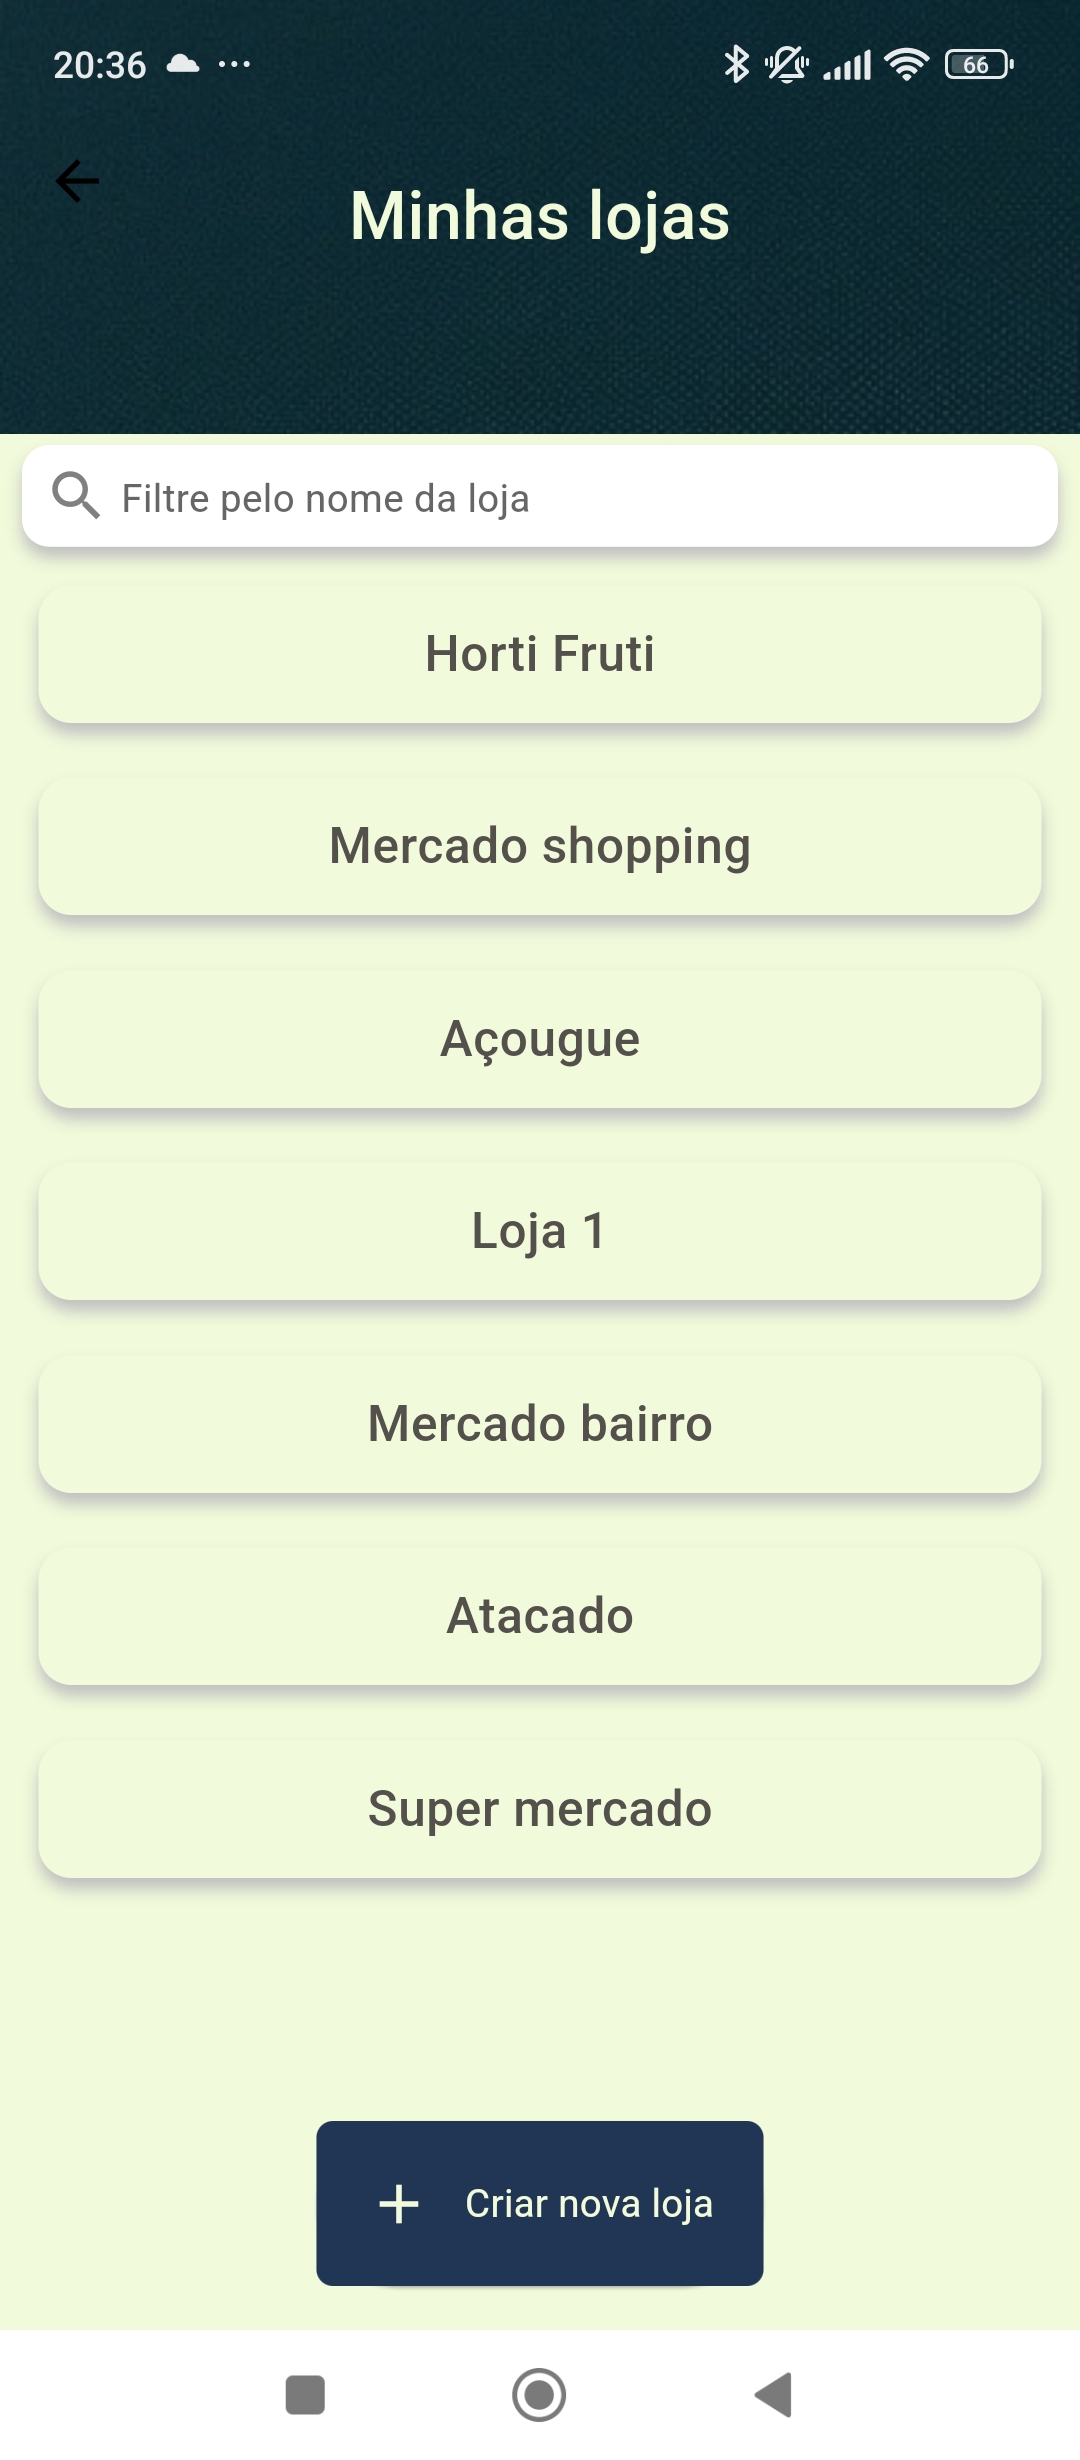 20:36
66
Minhas lojas
Filtre pelo nome da loja
Horti Fruti
Mercado shopping
Açougue
Loja 1
Mercado bairro
Atacado
Super mercado
Criar nova loja